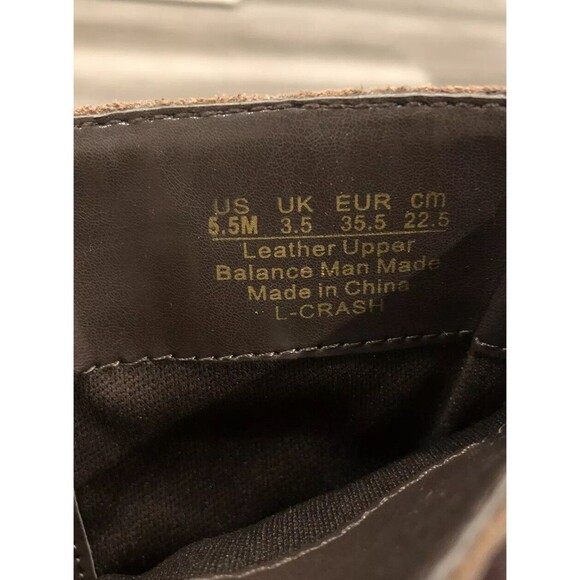 US UK EUR cm
5.5M 3.5 35.5 22.5
Leather Upper
Balance Man Made
Made in China
L-CRASH